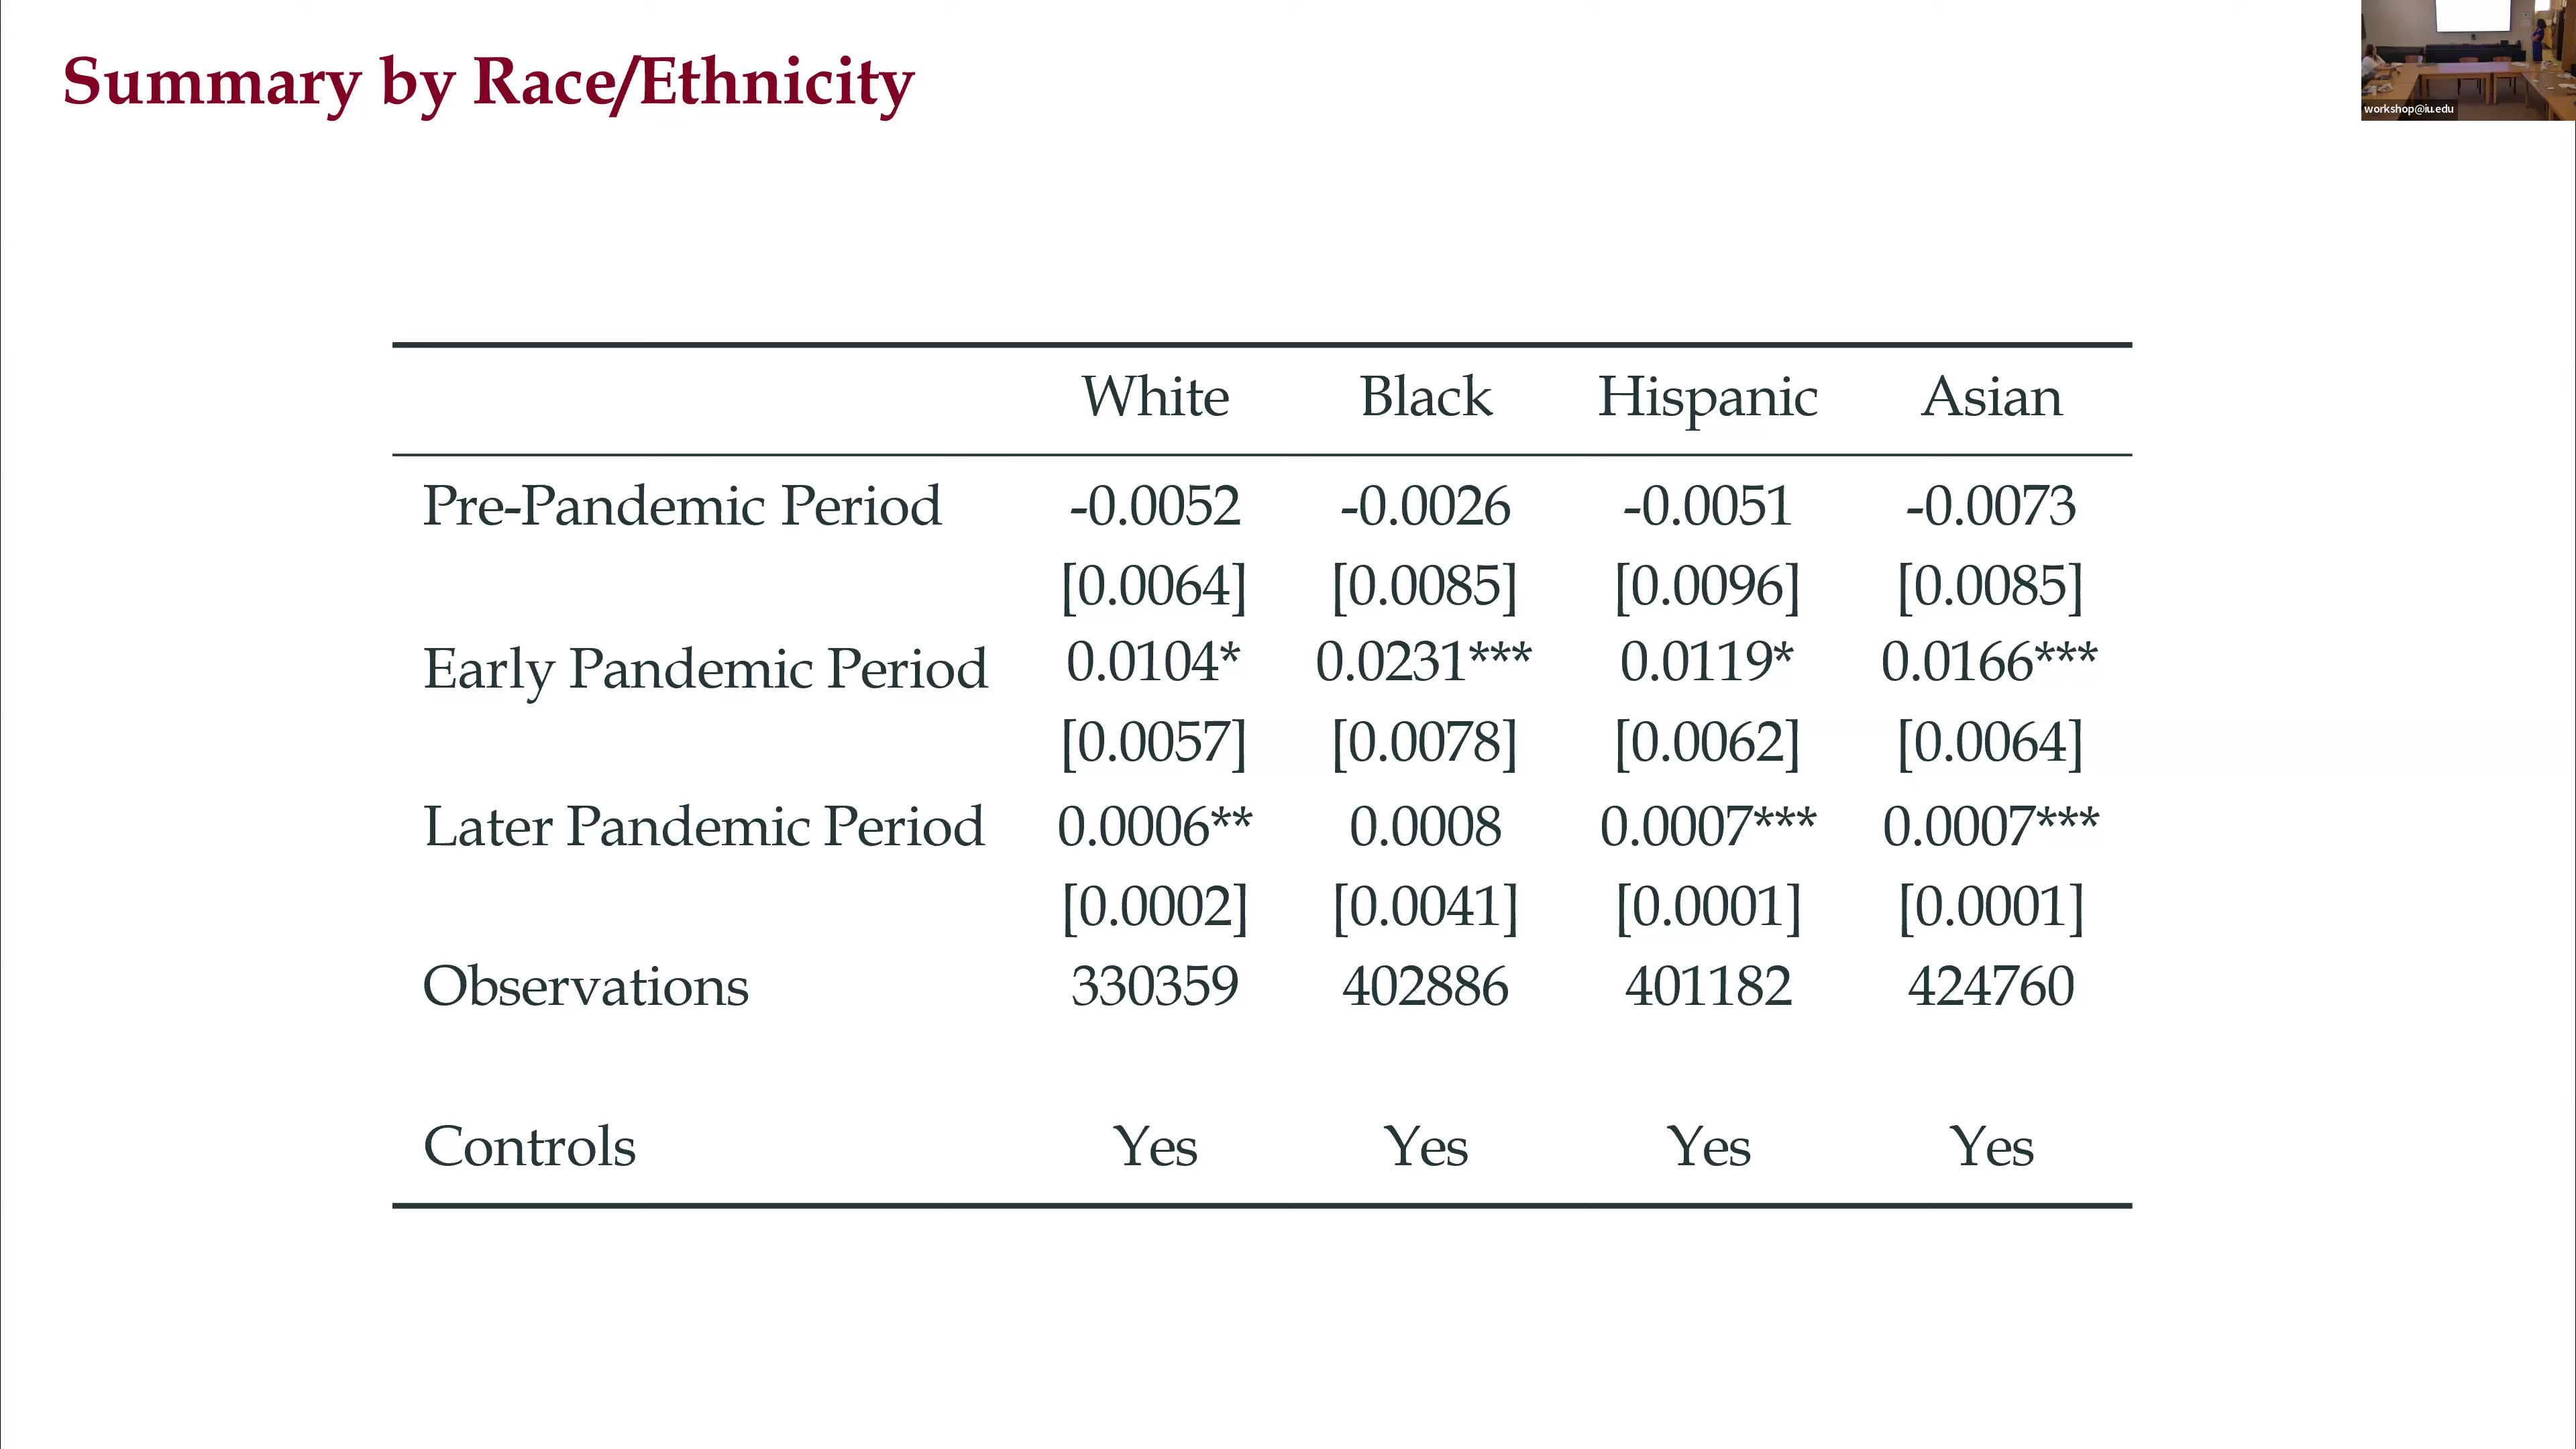 Summary by Race/Ethnicity
workshop@iu.edu
White Black Hispanic Asian
Pre-Pandemic Period -0.0052 -0.0026 -0.0051 -0.0073
[0.0064] [0.0085] [0.0096] [0.0085]
Early Pandemic Period 0.0104* 0.0231*** 0.0119* 0.0166***
[0.0057] [0.0078] [0.0062] [0.0064]
Later Pandemic Period 0.0006** 0.0008 0.0007*** 0.0007***
[0.0002] [0.0041] [0.0001] [0.0001]
Observations 330359 402886 401182 424760
Controls Yes Yes Yes Yes